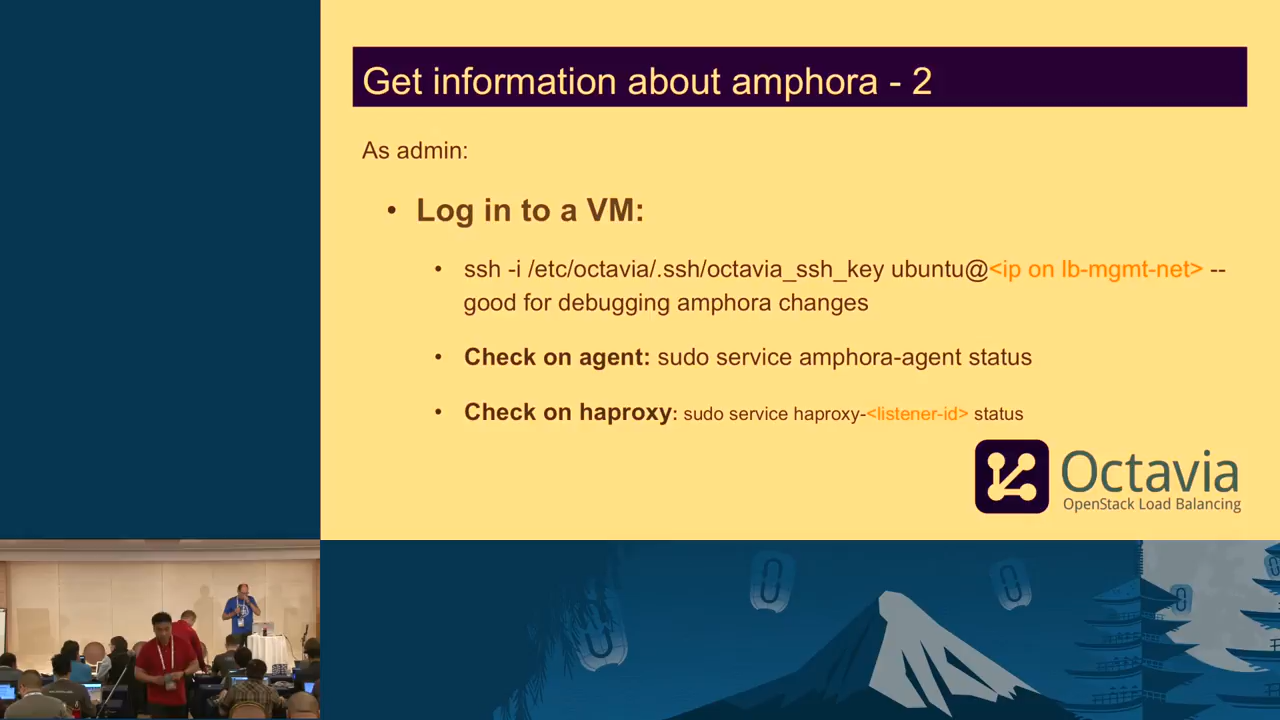 Get information about amphora - 2
As admin:
• Log in to a VM:
• ssh -i /etc/octavia/.ssh/octavia_ssh_key ubuntu@<ip on lb-mgmt-net> --
good for debugging amphora changes
• Check on agent: sudo service amphora-agent status
• Check on haproxy: sudo service haproxy-<listener-id> status
Octavia
OpenStack Load Balancing